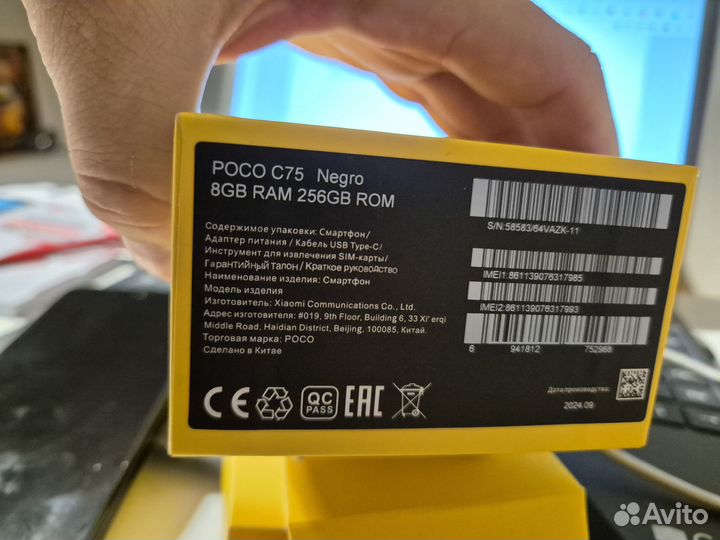 POCO C75 Negro
8GB RAM 256GB ROM
Содержимое упаковки: Смартфон/
Адаптер питания / Кабель USB Type-C/
Инструмент для извлечения SIM-карты/
Гарантийный талон/ Краткое руководство
Наименование изделия: Смартфон
Модель изделия
Изготовитель: Xiaomi Communications Co., Ltd.
Адрес изготовителя: #019, 9th Floor, Building 6, 33 Xi' erqi
Middle Road, Haidian District, Beijing, 100085, Китай.
Торговая марка: POCO
Сделано в Китае
CE
QC
PASS
EAC
S/N:58583/64VAZK-11
IMEI1:861139076317985
IMEI2:861139076317993
6 941812 752988
Дата производства:
2024.09
Avito